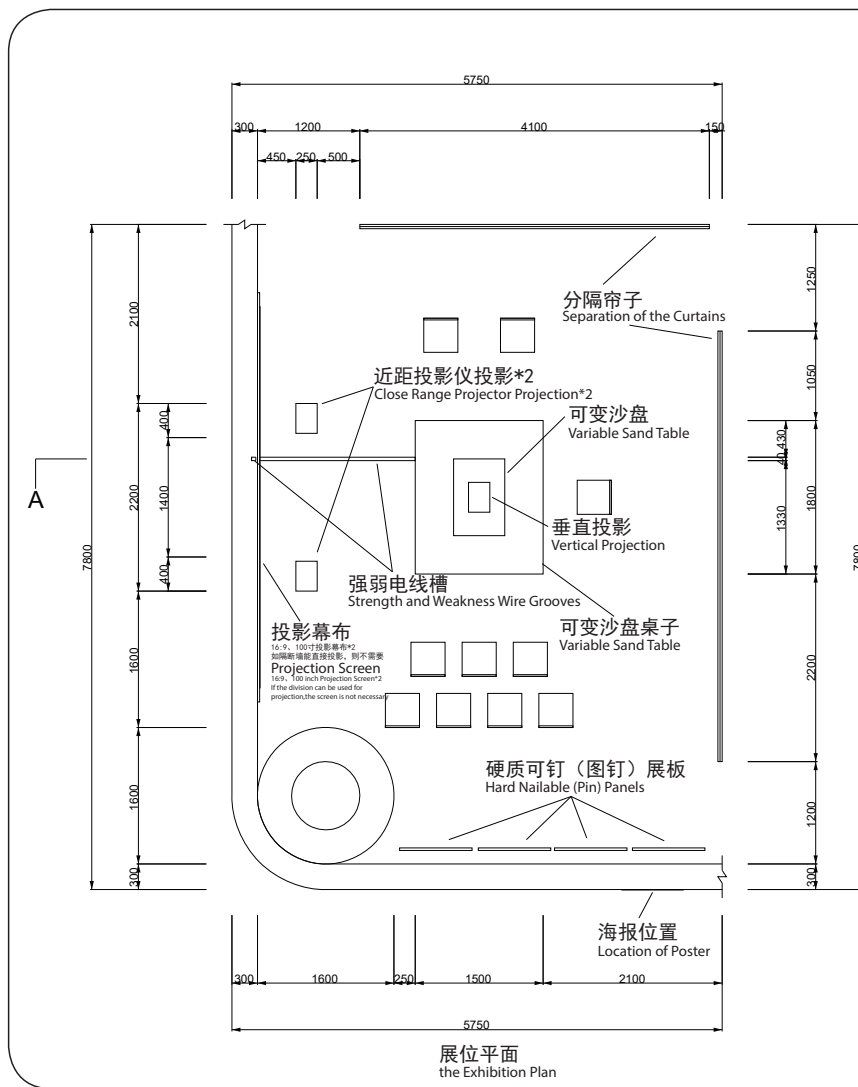 5750
300 1200 4100 150
450 250 500
分隔帘子
Separation of the Curtains
近距投影仪投影*2
Close Range Projector Projection*2
可变沙盘
Variable Sand Table
垂直投影
Vertical Projection
强弱电线槽
Strength and Weakness Wire Grooves
投影幕布
16:9、100寸投影幕布*2
如隔断墙能直接投影，则不需要
Projection Screen
16:9、100 inch Projection Screen*2
If the division can be used for
projection,the screen is not necessary
可变沙盘桌子
Variable Sand Table
硬质可钉（图钉）展板
Hard Nailable (Pin) Panels
海报位置
Location of Poster
A
7800
2100
2200
1600
1600
300
400
1400
400
430
40
1330
1250
1050
1800
2200
1200
300
7800
300 1600 250 1500 2100
5750
展位平面
the Exhibition Plan